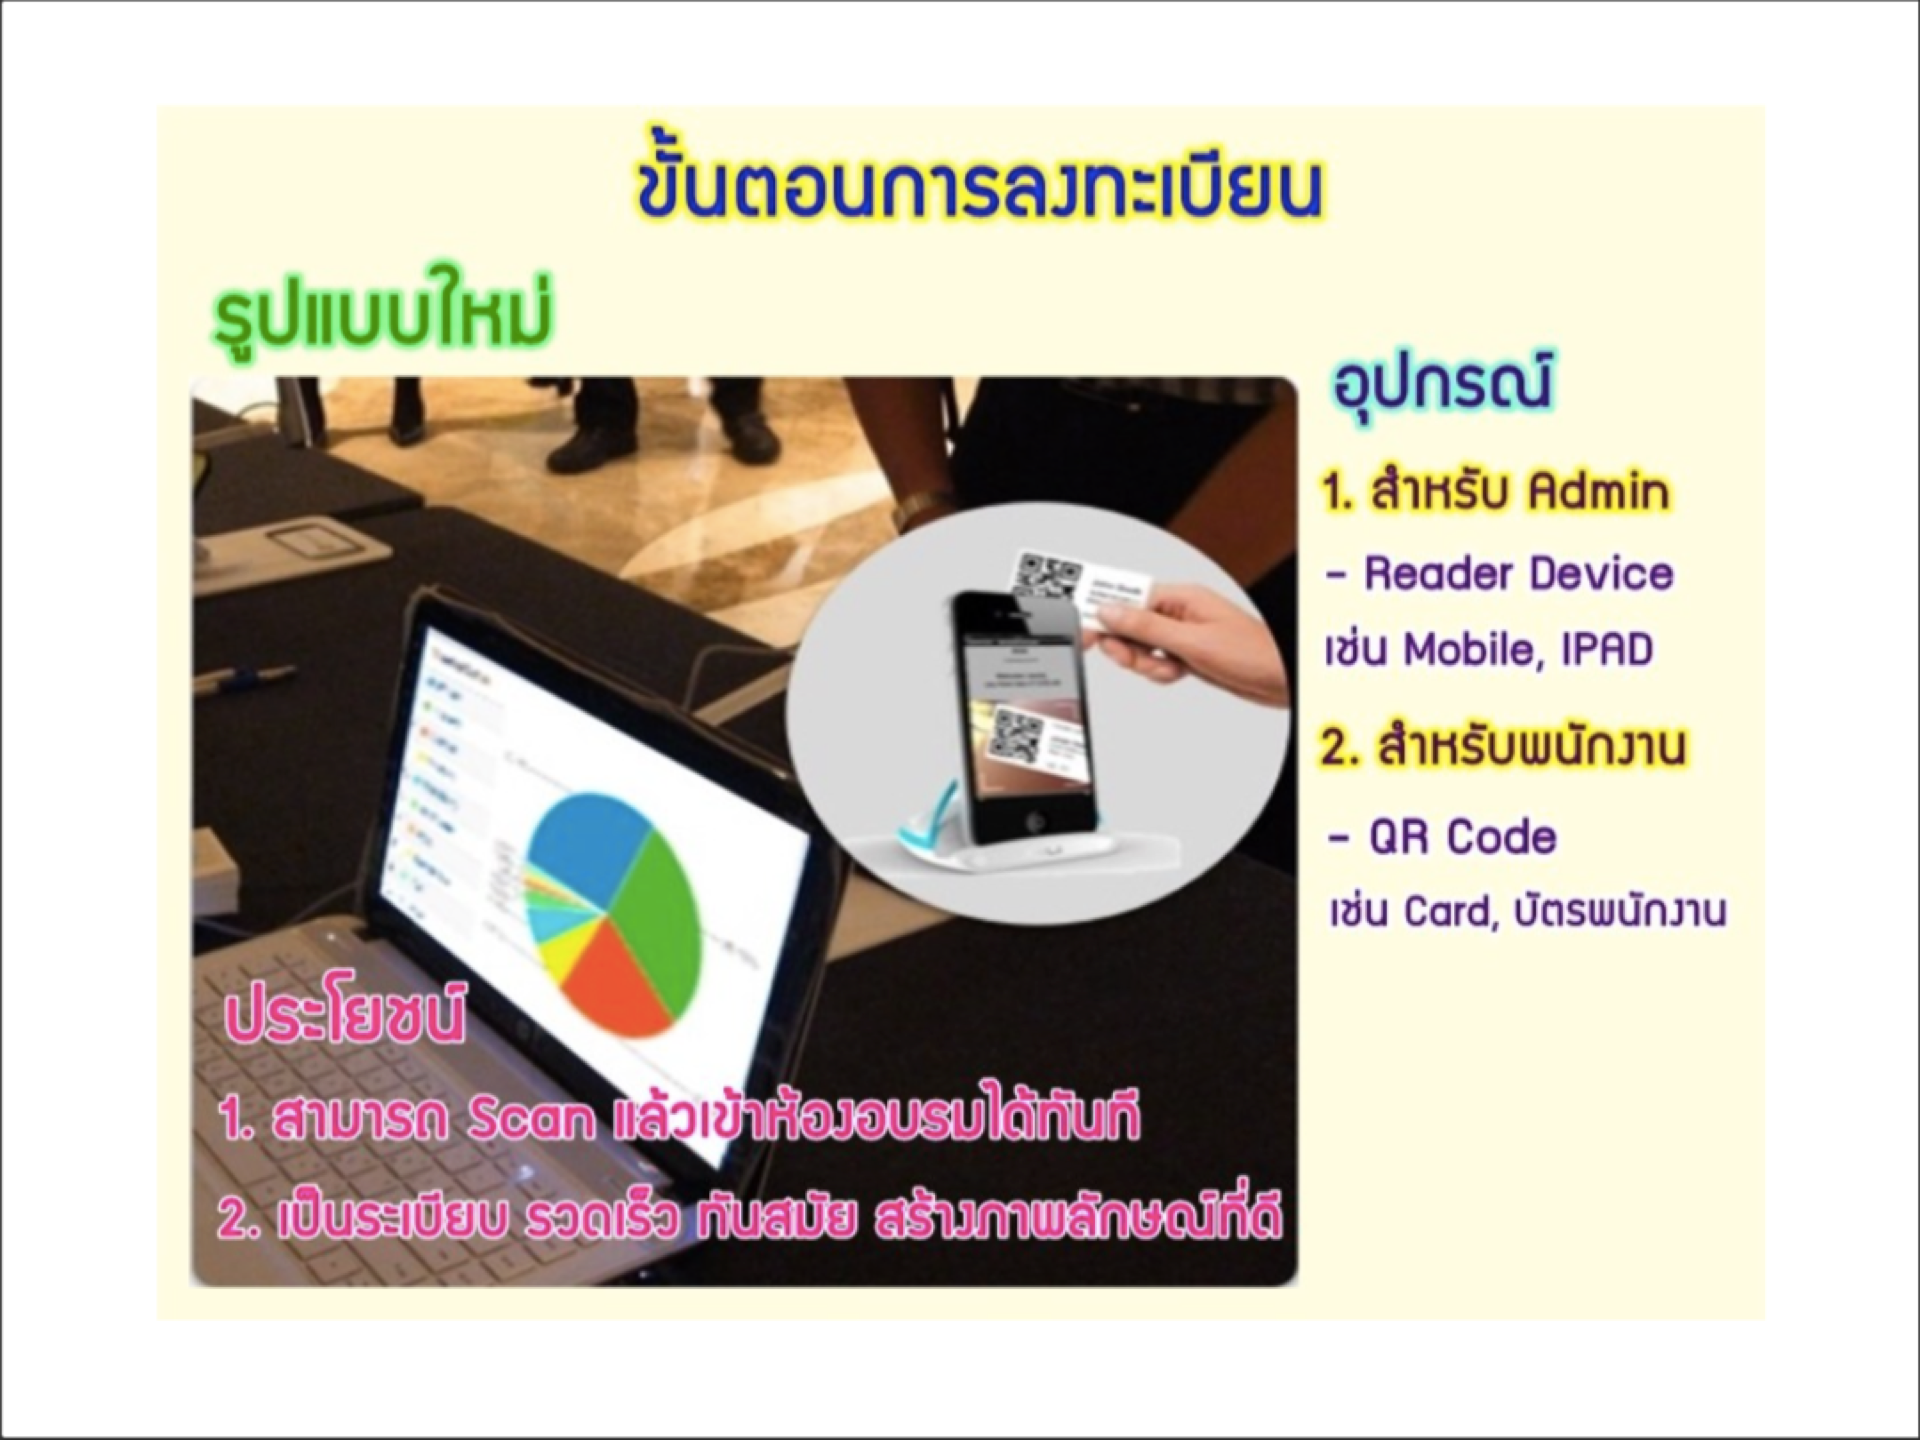 ขั้นตอนการลงทะเบียน
รูปแบบใหม่
อุปกรณ์
1. สำหรับ Admin
- Reader Device
เช่น Mobile, IPAD
2. สำหรับพนักงาน
- QR Code
เช่น Card, บัตรพนักงาน
ประโยชน์
1. สามารถ Scan แล้วเข้าห้องอบรมได้ทันที
2. เป็นระเบียบ รวดเร็ว ทันสมัย สร้างภาพลักษณ์ที่ดี